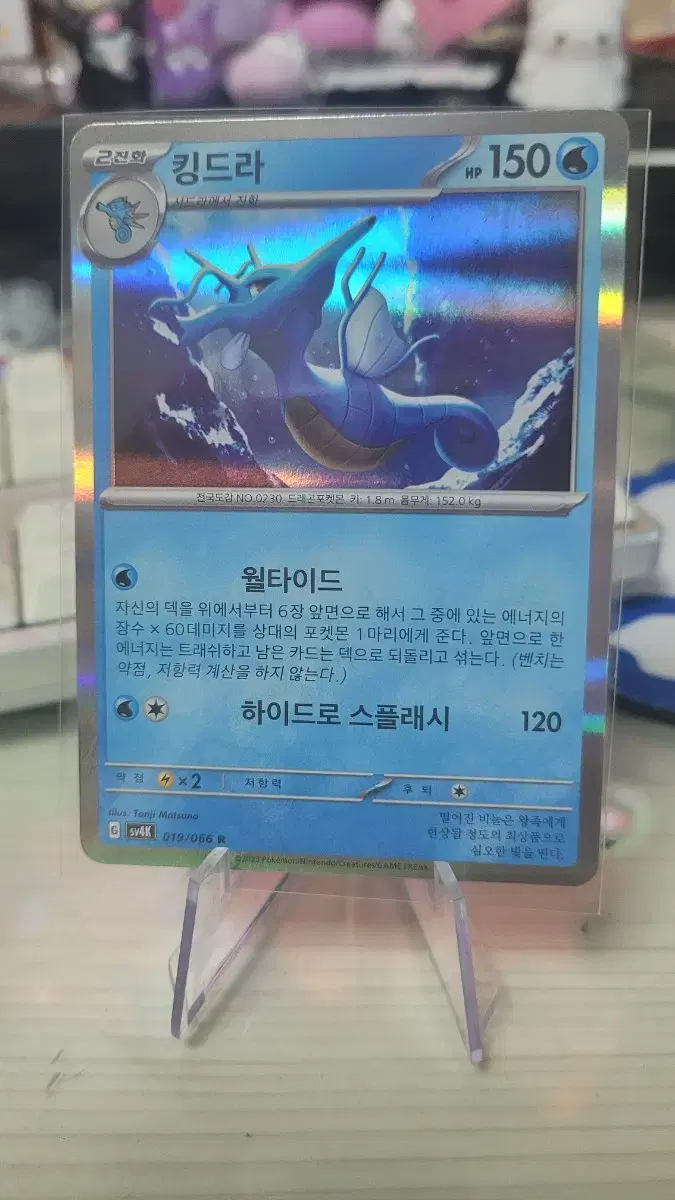 2진화
킹드라
HP 150
시드라에서 진화
전국도감 NO.0230 드래곤포켓몬 키: 1.8 m 몸무게: 152.0 kg
월타이드
자신의 덱을 위에서부터 6장 앞면으로 해서 그 중에 있는 에너지의
장수 × 60데미지를 상대의 포켓몬 1마리에게 준다. 앞면으로 한
에너지는 트래쉬하고 남은 카드는 덱으로 되돌리고 섞는다. (벤치는
약점, 저항력 계산을 하지 않는다.)
하이드로 스플래시 120
약점 ×2 저항력 후퇴
Illus. Tonji Matsuno
G sv4K 019/066 R
떨어진 비늘은 왕족에게
헌상될 정도의 최상품으로
심오한 빛을 띤다.
©2023 Pokémon/Nintendo/Creatures/GAME FREAK